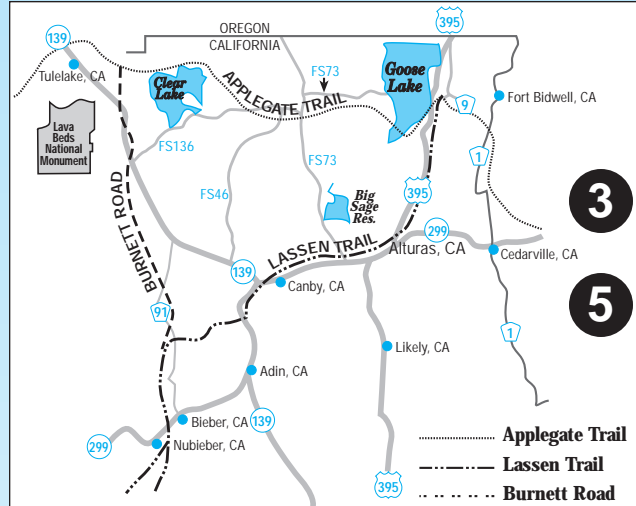 139
OREGON
CALIFORNIA
395
Tulelake, CA
Clear
Lake
APPLEGATE TRAIL
FS73
Goose
Lake
9
Fort Bidwell, CA
Lava
Beds
National
Monument
FS136
FS46
FS73
1
BURNETT ROAD
Big
Sage
Res.
395
3
LASSEN TRAIL
299
Alturas, CA
Cedarville, CA
139
Canby, CA
5
91
1
Likely, CA
Adin, CA
Bieber, CA
139
299
Nubieber, CA
395
Applegate Trail
Lassen Trail
Burnett Road